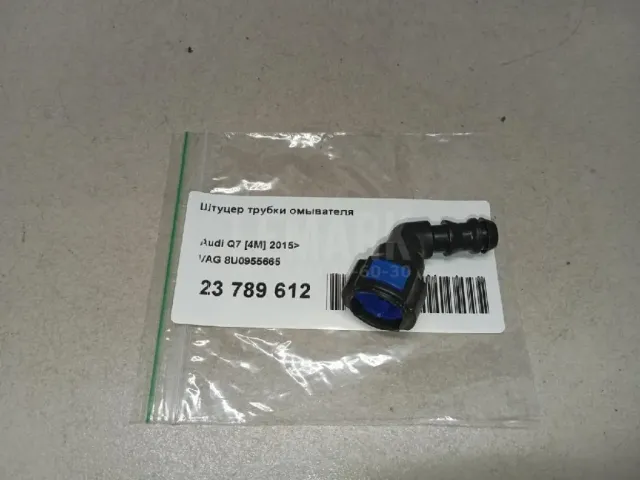 Штуцер трубки омывателя
Audi Q7 [4M] 2015>
VAG 8U0955665
23 789 612